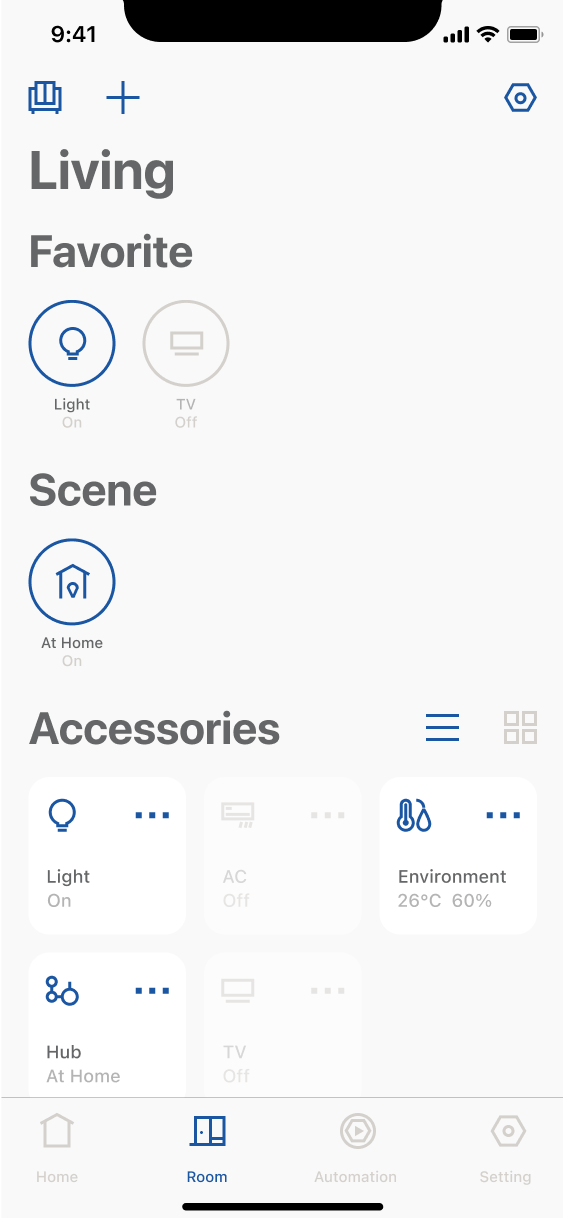 9:41
Living
Favorite
Light
On
TV
Off
Scene
At Home
On
Accessories
Light
On
AC
Off
Environment
26°C 60%
Hub
At Home
TV
Off
Home
Room
Automation
Setting